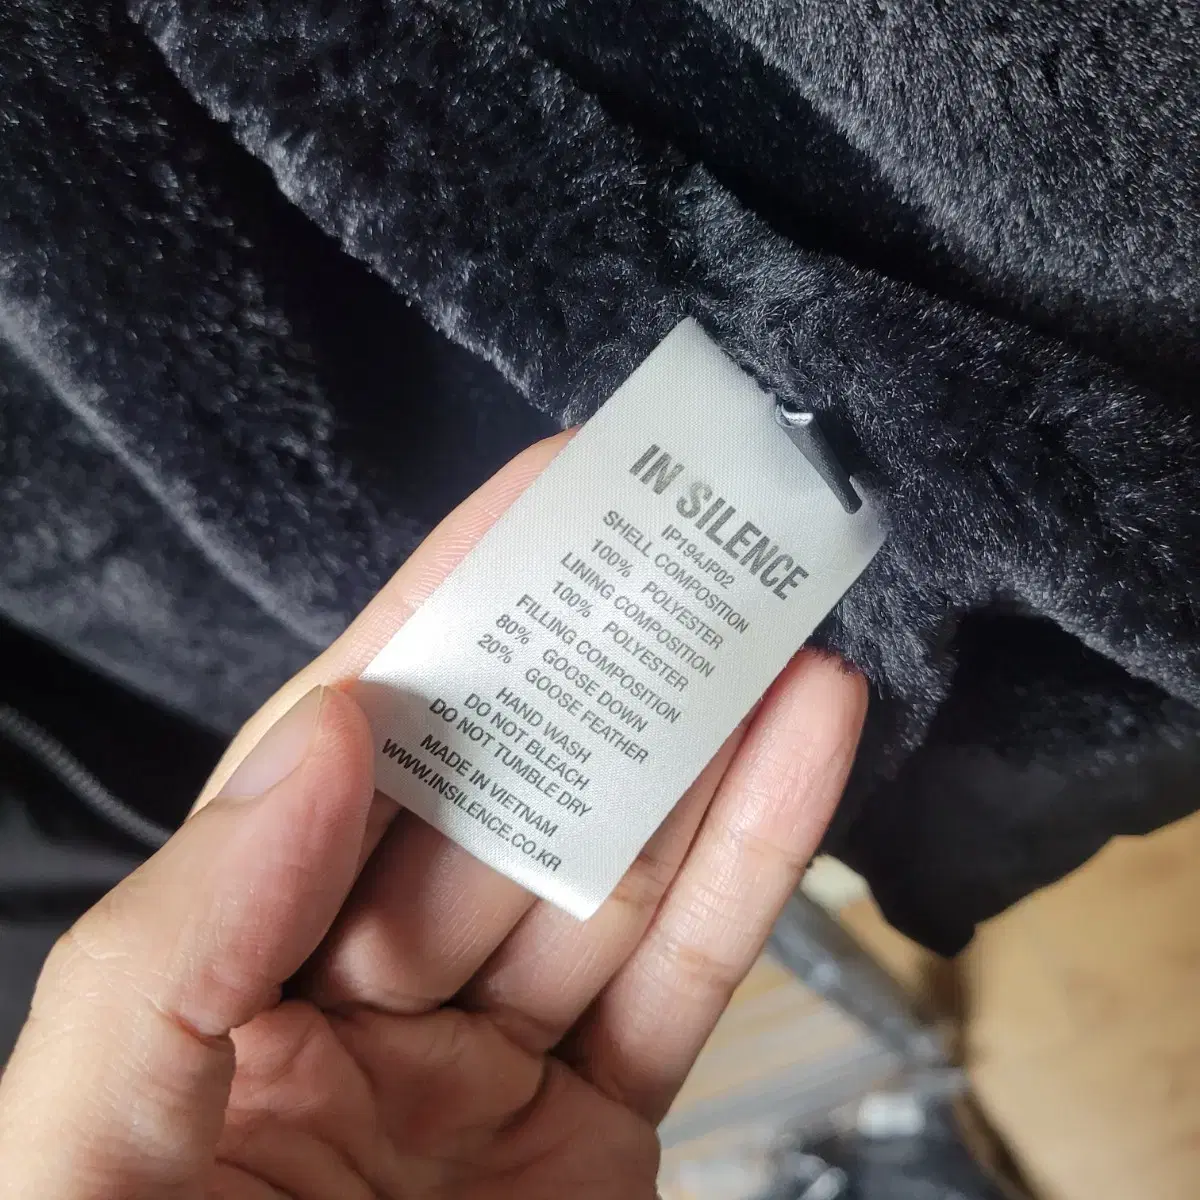 IN SILENCE
IP194JP02
SHELL COMPOSITION
100% POLYESTER
LINING COMPOSITION
100% POLYESTER
FILLING COMPOSITION
80% GOOSE DOWN
20% GOOSE FEATHER
HAND WASH
DO NOT BLEACH
DO NOT TUMBLE DRY
MADE IN VIETNAM
WWW.INSILENCE.CO.KR